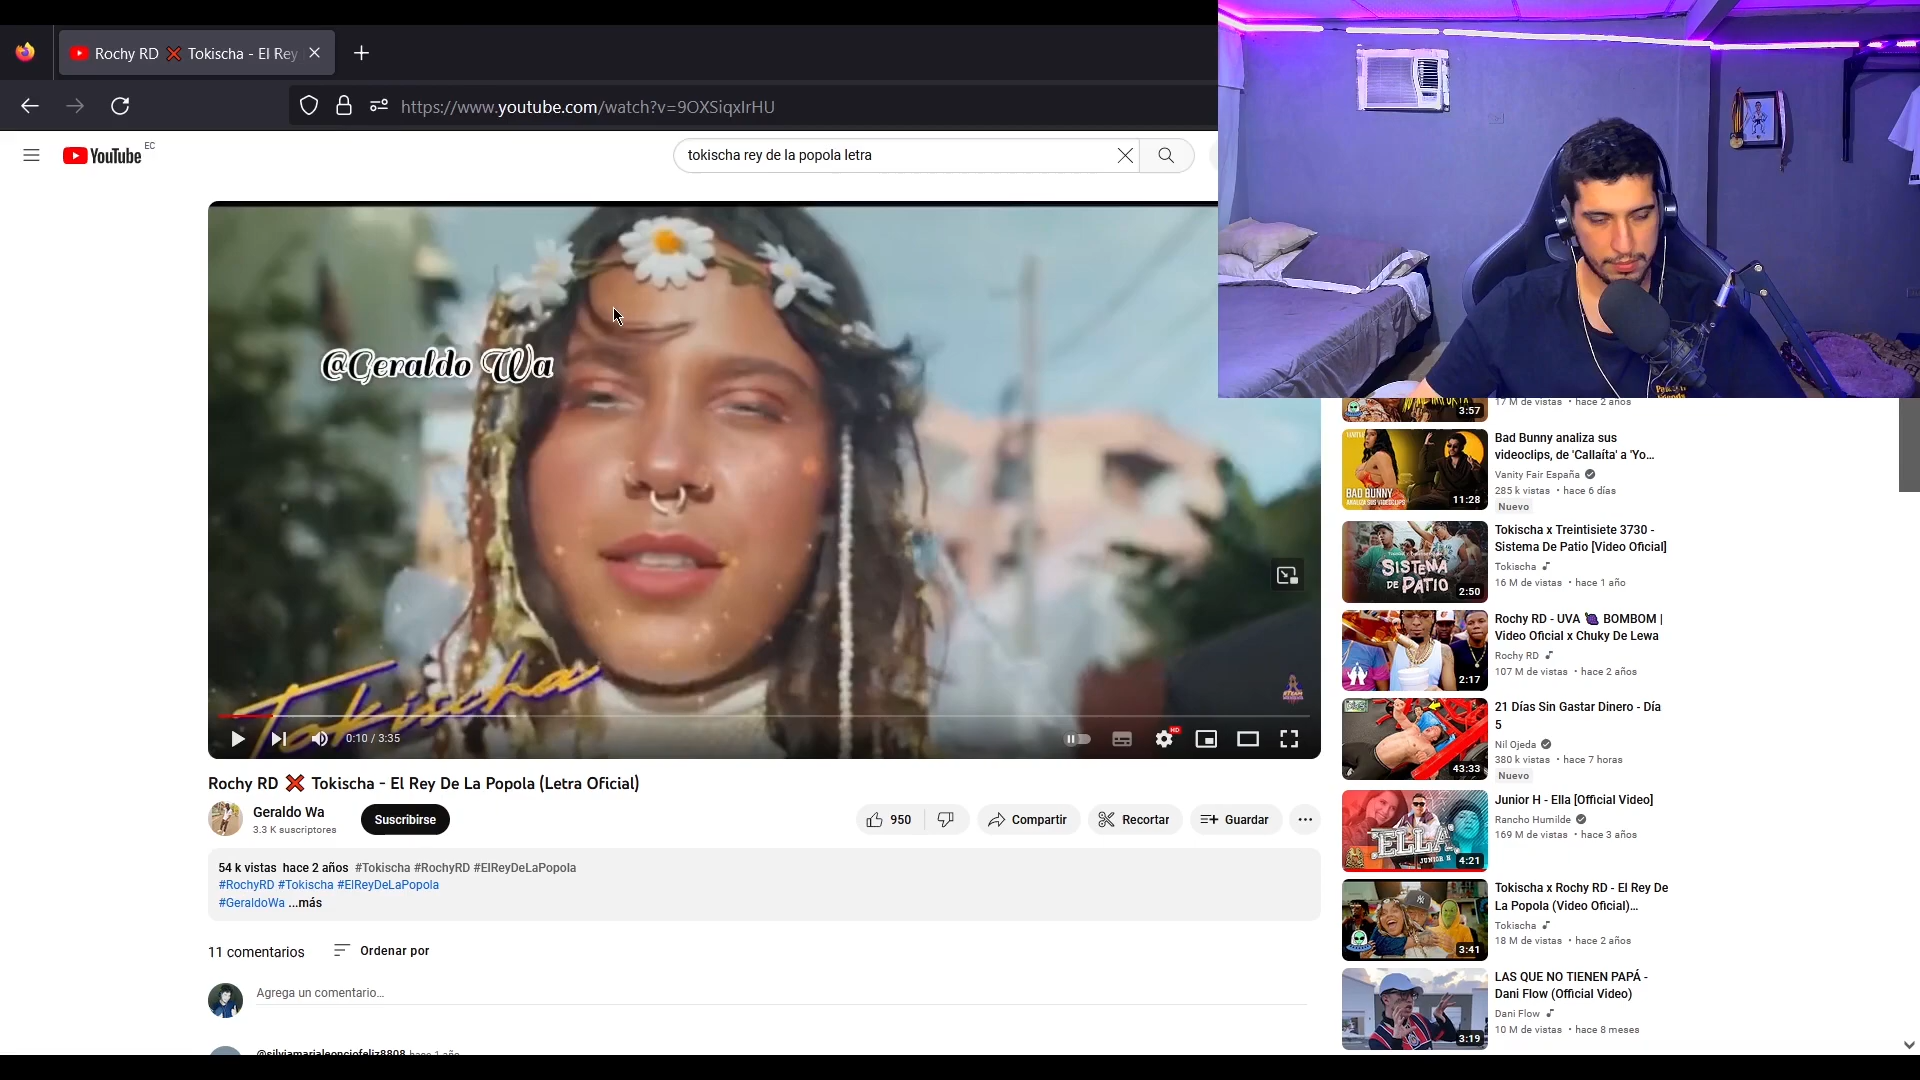 Rochy RD ❌ Tokischa - El Rey
https://www.youtube.com/watch?v=9OXSiqxIrHU
YouTube
EC
tokischa rey de la popola letra
@Geraldo Wa
Tokischa
0:10 / 3:35
HD
Rochy RD ❌ Tokischa - El Rey De La Popola (Letra Oficial)
Geraldo Wa
3.3 K suscriptores
Suscribirse
950
Compartir
Recortar
Guardar
54 k vistas hace 2 años #Tokischa #RochyRD #ElReyDeLaPopola
#RochyRD #Tokischa #ElReyDeLaPopola
#GeraldoWa ...más
11 comentarios
Ordenar por
Agrega un comentario...
@silviamarialeonciofeliz8808 hace 1 año
3:57
17 M de vistas • hace 2 años
BAD BUNNY
11:28
Bad Bunny analiza sus
videoclips, de 'Callaíta' a 'Yo...
Vanity Fair España
285 k vistas • hace 6 días
Nuevo
SISTEMA
DE PATIO
2:50
Tokischa x Treintisiete 3730 -
Sistema De Patio [Video Oficial]
Tokischa
16 M de vistas • hace 1 año
2:17
Rochy RD - UVA 🍇 BOMBOM |
Video Oficial x Chuky De Lewa
Rochy RD
107 M de vistas • hace 2 años
43:33
21 Días Sin Gastar Dinero - Día
5
Nil Ojeda
380 k vistas • hace 7 horas
Nuevo
ELLA
JUNIOR H
4:21
Junior H - Ella [Official Video]
Rancho Humilde
169 M de vistas • hace 3 años
3:41
Tokischa x Rochy RD - El Rey De
La Popola (Video Oficial)...
Tokischa
18 M de vistas • hace 2 años
3:19
LAS QUE NO TIENEN PAPÁ -
Dani Flow (Official Video)
Dani Flow
10 M de vistas • hace 8 meses